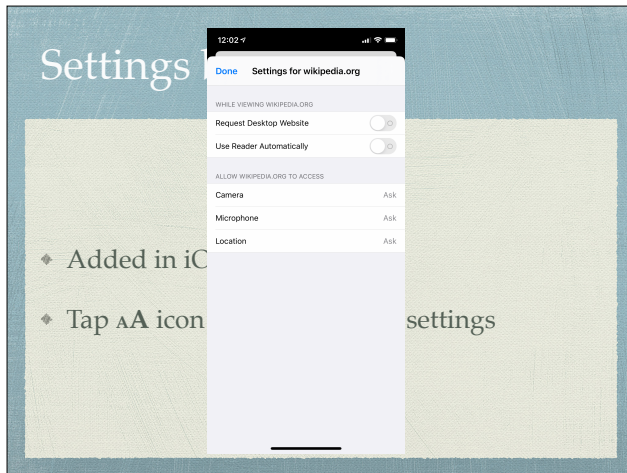 Settings
12:02
Done Settings for wikipedia.org
WHILE VIEWING WIKIPEDIA.ORG
Request Desktop Website
Use Reader Automatically
ALLOW WIKIPEDIA.ORG TO ACCESS
Camera Ask
Microphone Ask
Location Ask
Added in
Tap AA icon settings